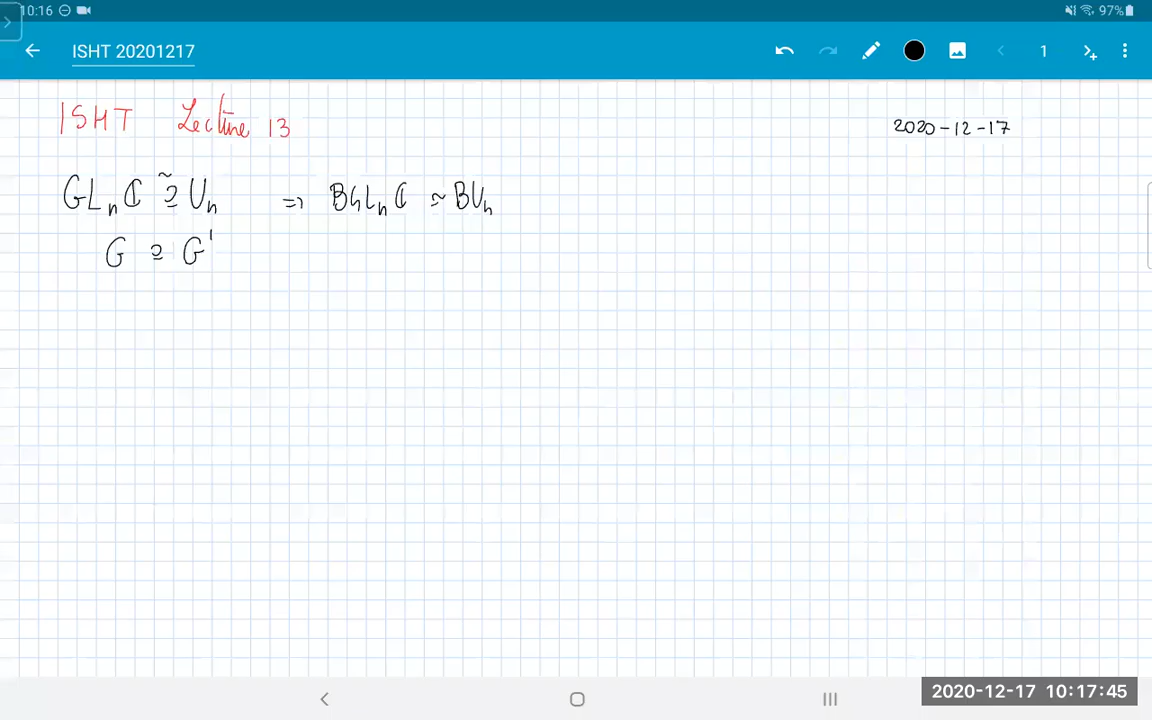 10:16 97%
ISHT 20201217
1
ISHT Lecture 13
2020-12-17
GLₙℂ ⊇̃ Uₙ ⇒ BGLₙℂ ≃ BUₙ
G ⊇ G'
2020-12-17 10:17:45